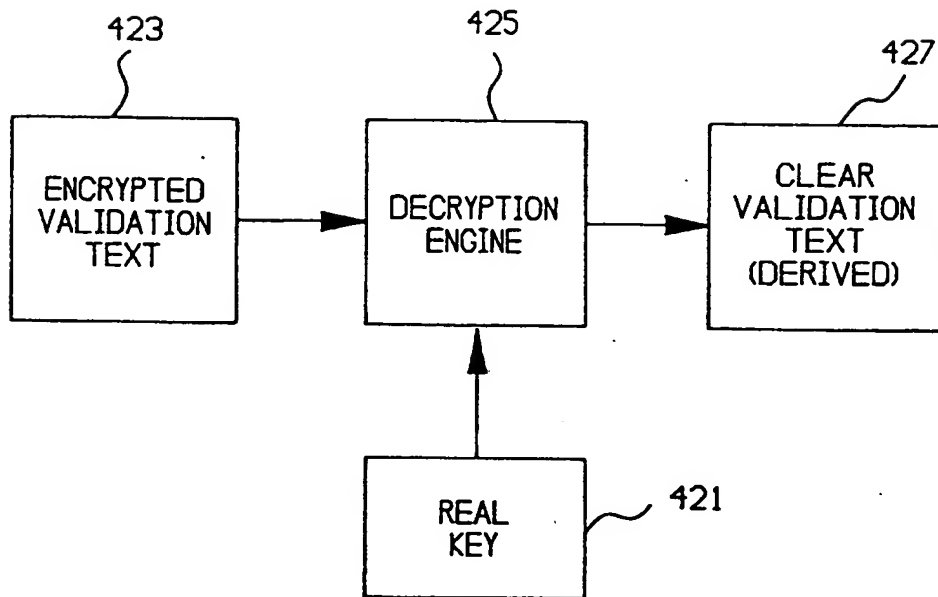 423
425
427
ENCRYPTED
VALIDATION
TEXT
DECRYPTION
ENGINE
CLEAR
VALIDATION
TEXT
(DERIVED)
REAL
KEY
421